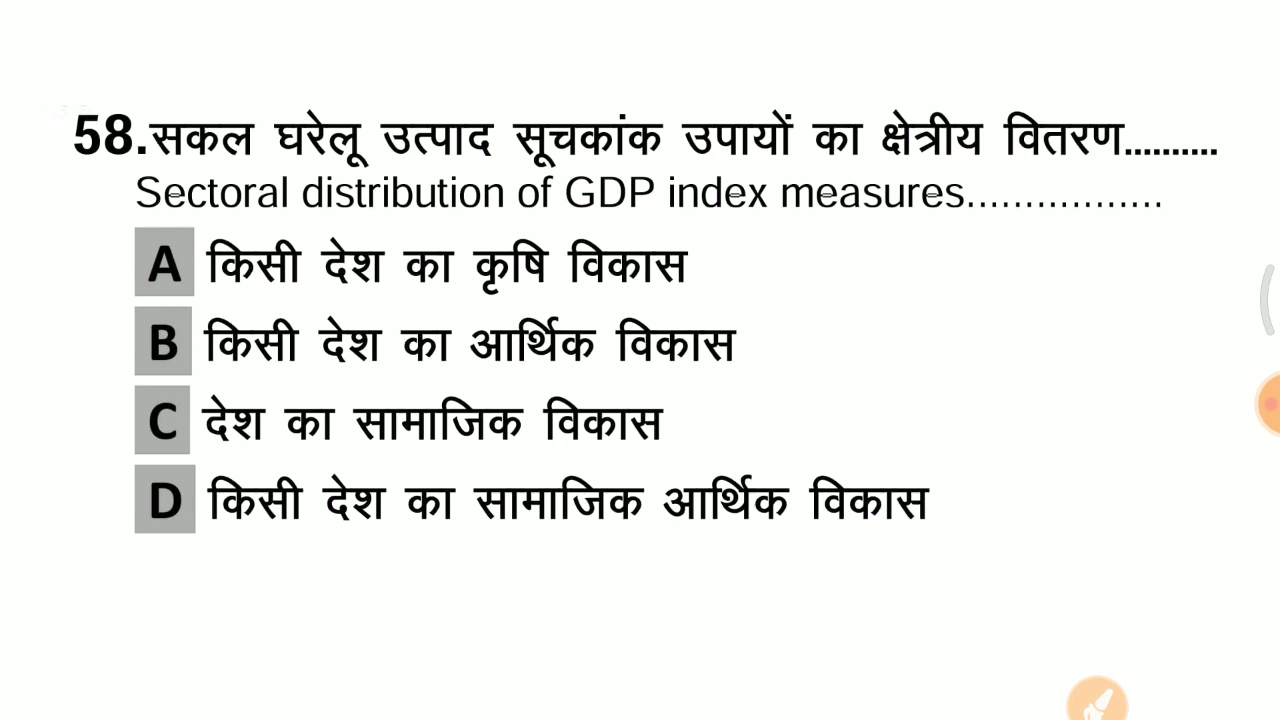 58.सकल घरेलू उत्पाद सूचकांक उपायों का क्षेत्रीय वितरण..........
Sectoral distribution of GDP index measures.................
A किसी देश का कृषि विकास
B किसी देश का आर्थिक विकास
C देश का सामाजिक विकास
D किसी देश का सामाजिक आर्थिक विकास